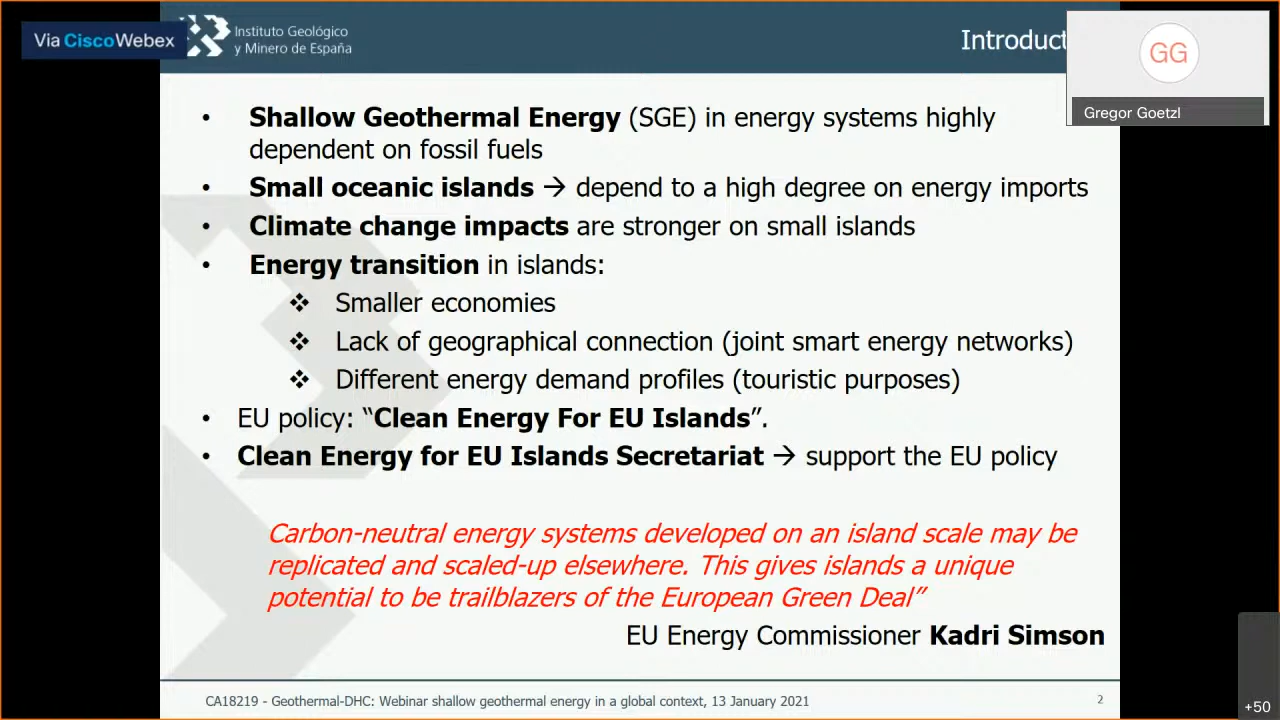 Via CiscoWebex
Instituto Geológico
y Minero de España
Introduct
GG
Gregor Goetzl
• Shallow Geothermal Energy (SGE) in energy systems highly
dependent on fossil fuels
• Small oceanic islands → depend to a high degree on energy imports
• Climate change impacts are stronger on small islands
• Energy transition in islands:
❖ Smaller economies
❖ Lack of geographical connection (joint smart energy networks)
❖ Different energy demand profiles (touristic purposes)
• EU policy: “Clean Energy For EU Islands”.
• Clean Energy for EU Islands Secretariat → support the EU policy
Carbon-neutral energy systems developed on an island scale may be
replicated and scaled-up elsewhere. This gives islands a unique
potential to be trailblazers of the European Green Deal”
EU Energy Commissioner Kadri Simson
CA18219 - Geothermal-DHC: Webinar shallow geothermal energy in a global context, 13 January 2021
2
+50